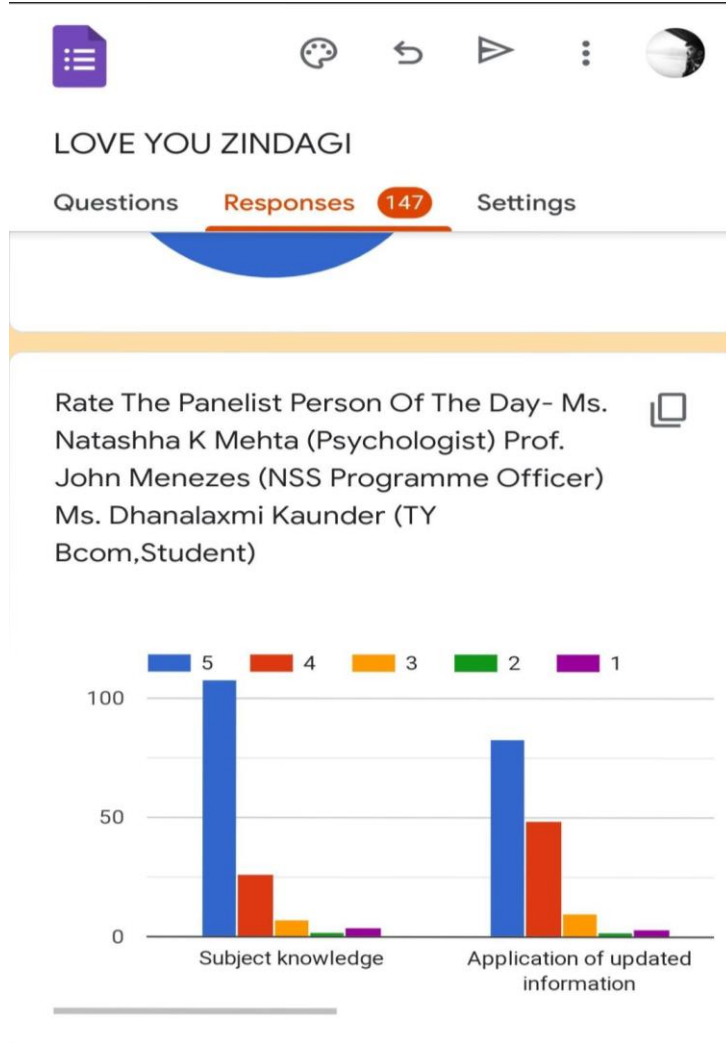 LOVE YOU ZINDAGI
Questions Responses 147 Settings
Rate The Panelist Person Of The Day- Ms.
Natashha K Mehta (Psychologist) Prof.
John Menezes (NSS Programme Officer)
Ms. Dhanalaxmi Kaunder (TY
Bcom,Student)
5 4 3 2 1
100
50
0
Subject knowledge
Application of updated
information